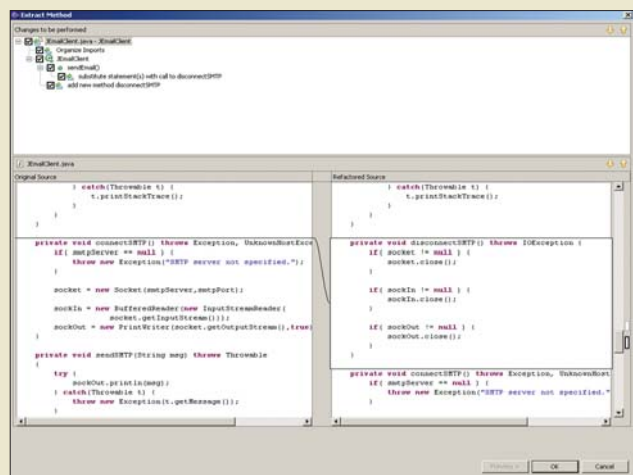 Extract Method
Changes to be performed
JEmailClient.java - JEmailClient
Organize Imports
JEmailClient
sendEmail()
substitute statement(s) with call to disconnectSMTP
add new method disconnectSMTP
JEmailClient.java
Original Source
} catch(Throwable t) {
t.printStackTrace();
}
}
}
private void connectSMTP() throws Exception, UnknownHostExce
if( smtpServer == null ) {
throw new Exception("SMTP server not specified.");
}
socket = new Socket(smtpServer,smtpPort);
sockIn = new BufferedReader(new InputStreamReader(
socket.getInputStream()));
sockOut = new PrintWriter(socket.getOutputStream(),true)
}
private void sendSMTP(String msg) throws Throwable
{
try {
sockOut.println(msg);
} catch(Throwable t) {
throw new Exception(t.getMessage());
}
Refactored Source
} catch(Throwable t) {
t.printStackTrace();
}
}
}
private void disconnectSMTP() throws IOException {
if( socket != null ) {
socket.close();
}
if( sockIn != null ) {
sockIn.close();
}
if( sockOut != null ) {
sockOut.close();
}
}
private void connectSMTP() throws Exception, UnknownHost
if( smtpServer == null ) {
throw new Exception("SMTP server not specified."
}
Preview >
OK
Cancel